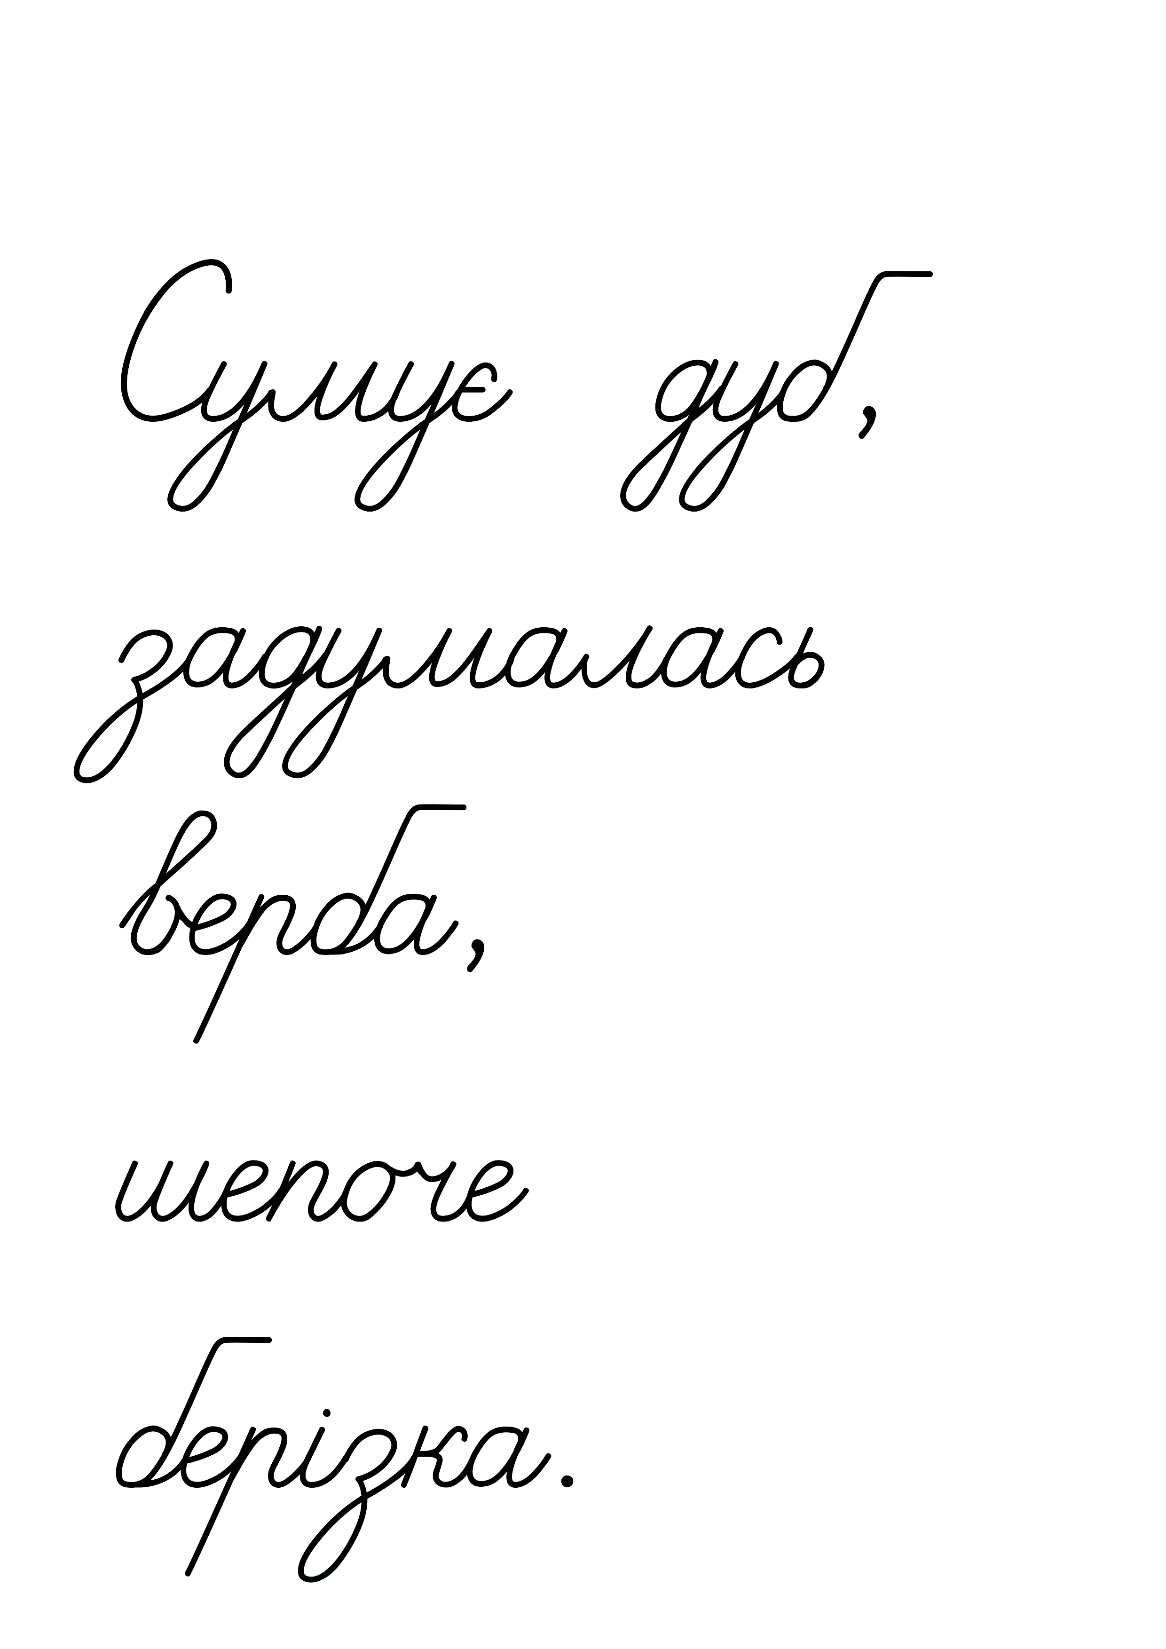 Сумує дуб,
задумалась
верба,
шепоче
берізка.